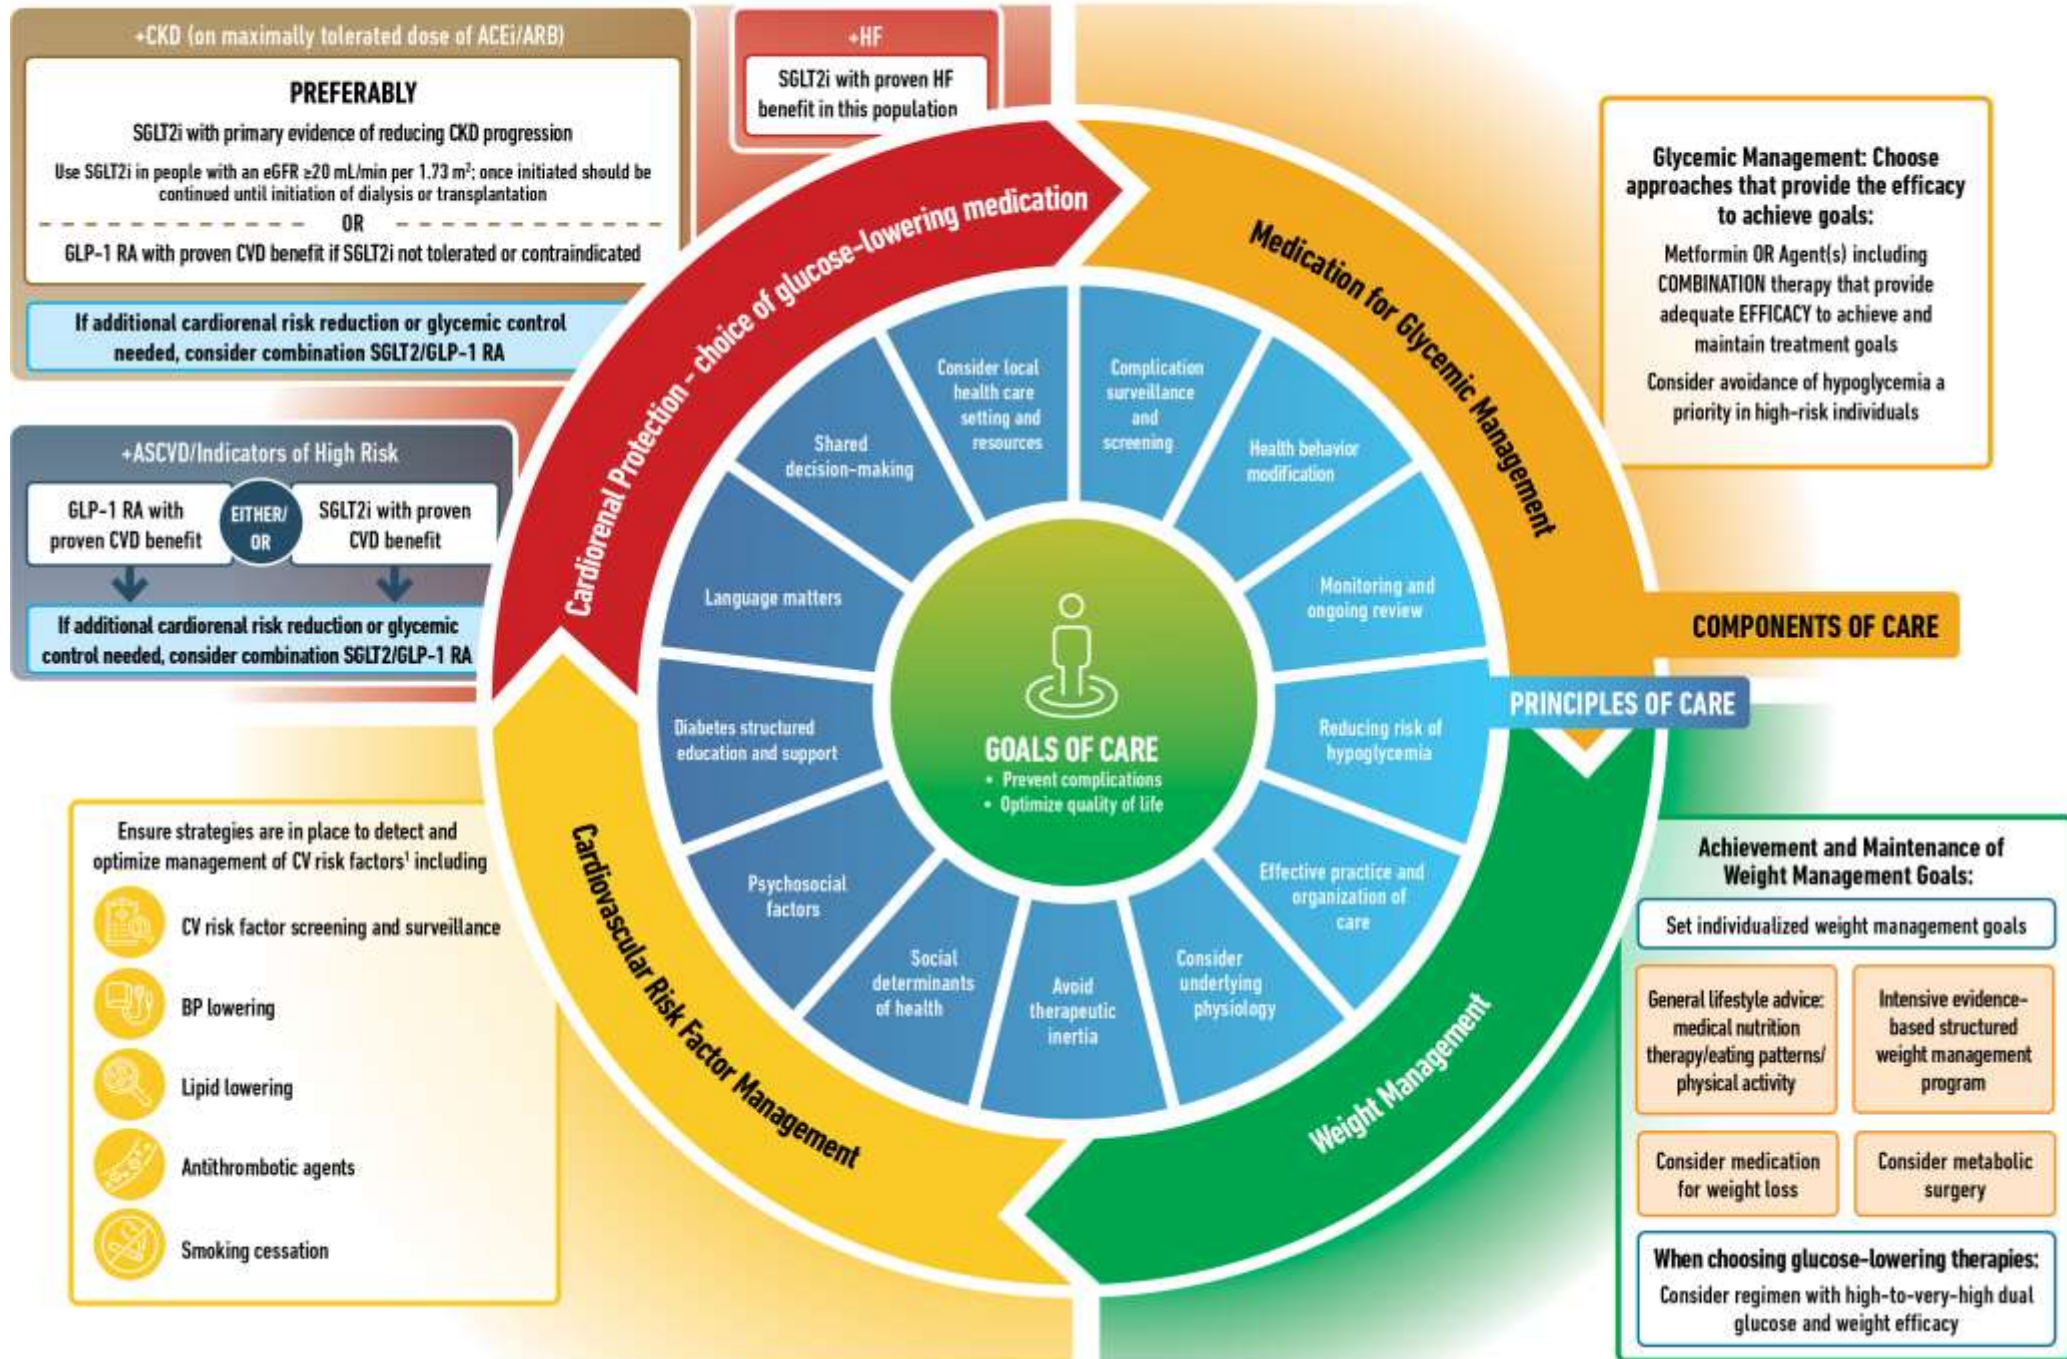 +CKD (on maximally tolerated dose of ACEi/ARB)
PREFERABLY
SGLT2i with primary evidence of reducing CKD progression
Use SGLT2i in people with an eGFR ≥20 mL/min per 1.73 m²; once initiated should be
continued until initiation of dialysis or transplantation
OR
GLP-1 RA with proven CVD benefit if SGLT2i not tolerated or contraindicated
If additional cardiorenal risk reduction or glycemic control
needed, consider combination SGLT2/GLP-1 RA
+HF
SGLT2i with proven HF
benefit in this population
+ASCVD/Indicators of High Risk
GLP-1 RA with
proven CVD benefit
EITHER/
OR
SGLT2i with proven
CVD benefit
If additional cardiorenal risk reduction or glycemic
control needed, consider combination SGLT2/GLP-1 RA
Cardiorenal Protection - choice of glucose-lowering medication
Medication for Glycemic Management
Glycemic Management: Choose
approaches that provide the efficacy
to achieve goals:
Metformin OR Agent(s) including
COMBINATION therapy that provide
adequate EFFICACY to achieve and
maintain treatment goals
Consider avoidance of hypoglycemia a
priority in high-risk individuals
COMPONENTS OF CARE
PRINCIPLES OF CARE
Consider local
health care
setting and
resources
Complication
surveillance
and
screening
Health behavior
modification
Monitoring and
ongoing review
Reducing risk of
hypoglycemia
Effective practice and
organization of
care
Consider
underlying
physiology
Avoid
therapeutic
inertia
Social
determinants
of health
Psychosocial
factors
Diabetes structured
education and support
Language matters
Shared
decision-making
GOALS OF CARE
• Prevent complications
• Optimize quality of life
Cardiovascular Risk Factor Management
Weight Management
Ensure strategies are in place to detect and
optimize management of CV risk factors¹ including
CV risk factor screening and surveillance
BP lowering
Lipid lowering
Antithrombotic agents
Smoking cessation
Achievement and Maintenance of
Weight Management Goals:
Set individualized weight management goals
General lifestyle advice:
medical nutrition
therapy/eating patterns/
physical activity
Intensive evidence-
based structured
weight management
program
Consider medication
for weight loss
Consider metabolic
surgery
When choosing glucose-lowering therapies:
Consider regimen with high-to-very-high dual
glucose and weight efficacy